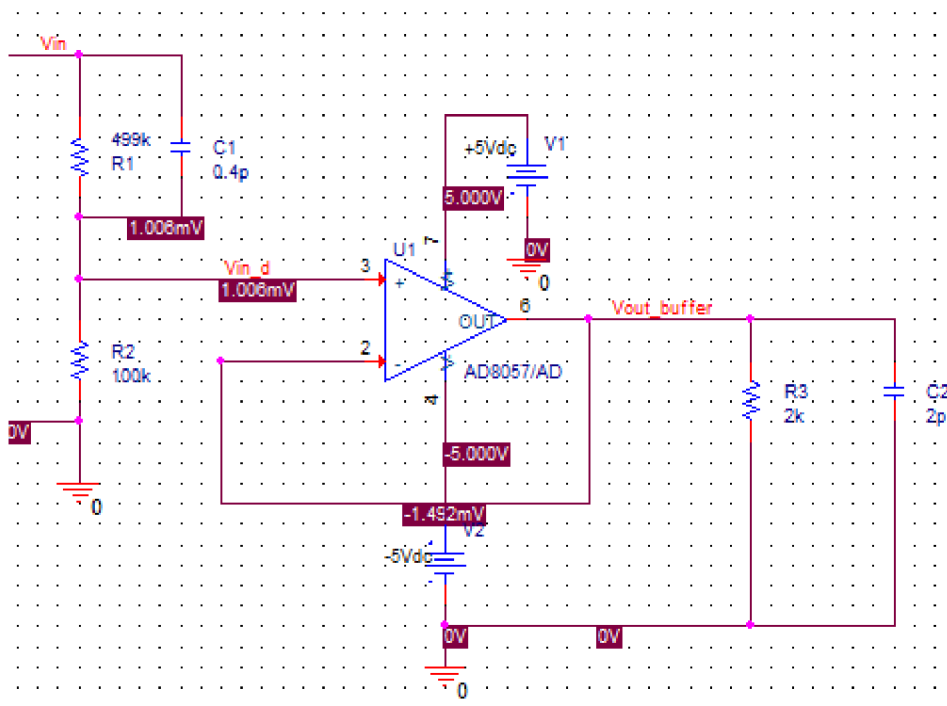 Vin
499k
R1
C1
0.4p
1.006mV
+5Vdc
V1
5.000V
7
0V
0
U1
Vin_d
1.006mV
3
+
OUT
6
Vout_buffer
2
-
AD8057/AD
4
R2
100k
0V
0
R3
2k
C2
2p
-5.000V
-1.492mV
V2
-5Vdc
0V
0V
0